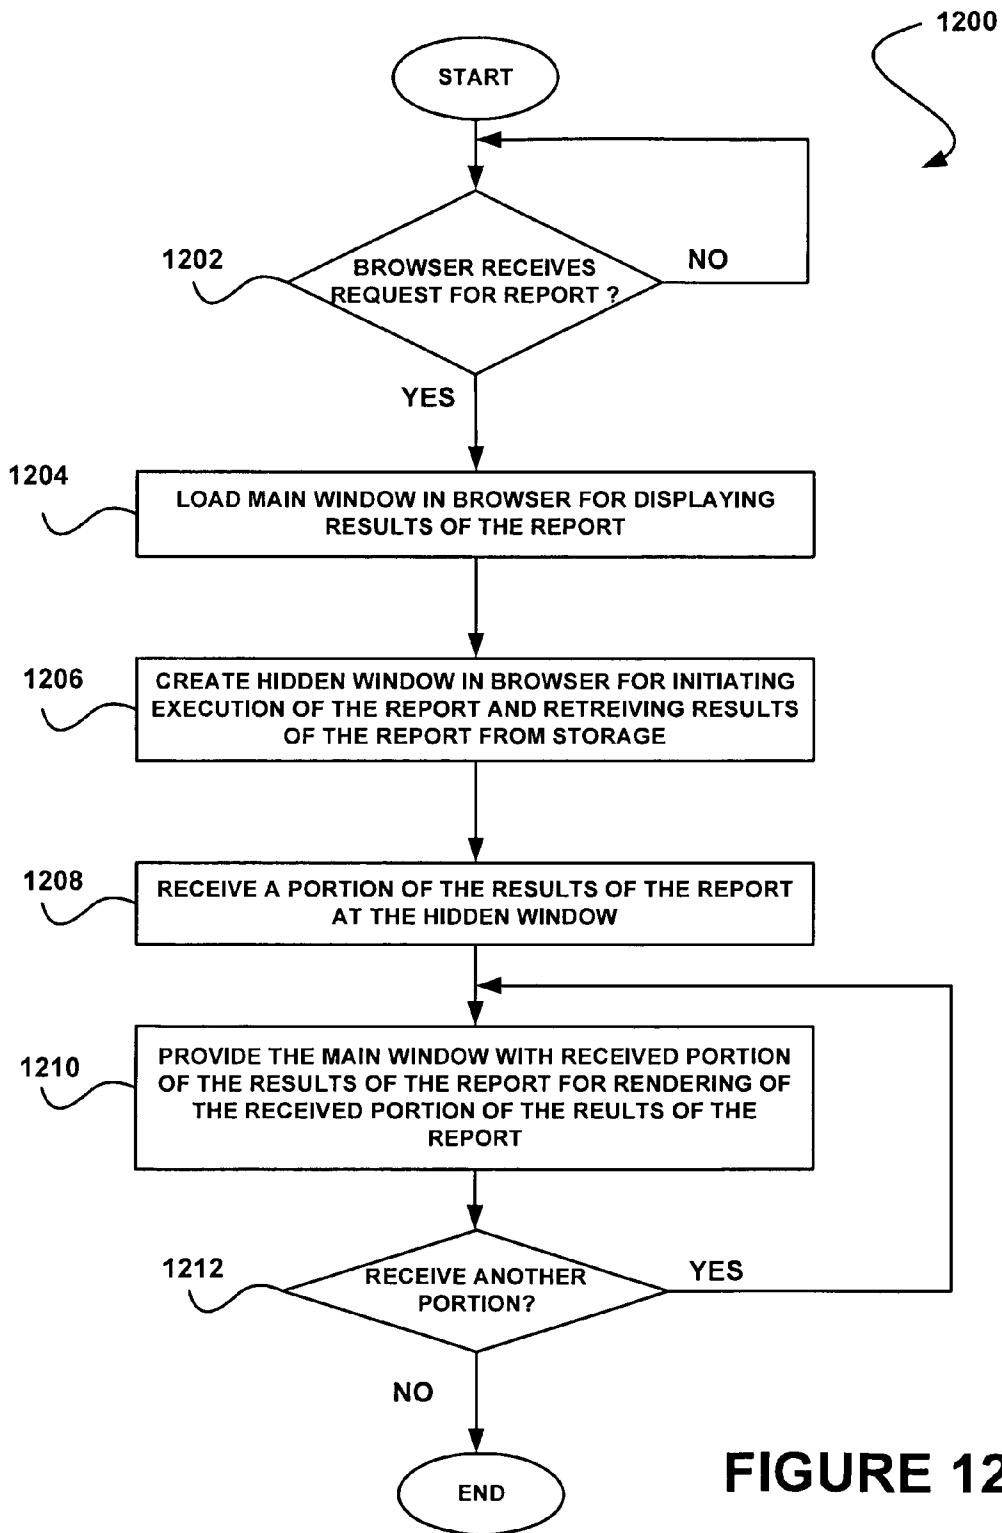 1200
START
1202
BROWSER RECEIVES
REQUEST FOR REPORT ?
NO
YES
1204
LOAD MAIN WINDOW IN BROWSER FOR DISPLAYING
RESULTS OF THE REPORT
1206
CREATE HIDDEN WINDOW IN BROWSER FOR INITIATING
EXECUTION OF THE REPORT AND RETREIVING RESULTS
OF THE REPORT FROM STORAGE
1208
RECEIVE A PORTION OF THE RESULTS OF THE REPORT
AT THE HIDDEN WINDOW
1210
PROVIDE THE MAIN WINDOW WITH RECEIVED PORTION
OF THE RESULTS OF THE REPORT FOR RENDERING OF
THE RECEIVED PORTION OF THE REULTS OF THE
REPORT
1212
RECEIVE ANOTHER
PORTION?
YES
NO
END
FIGURE 12